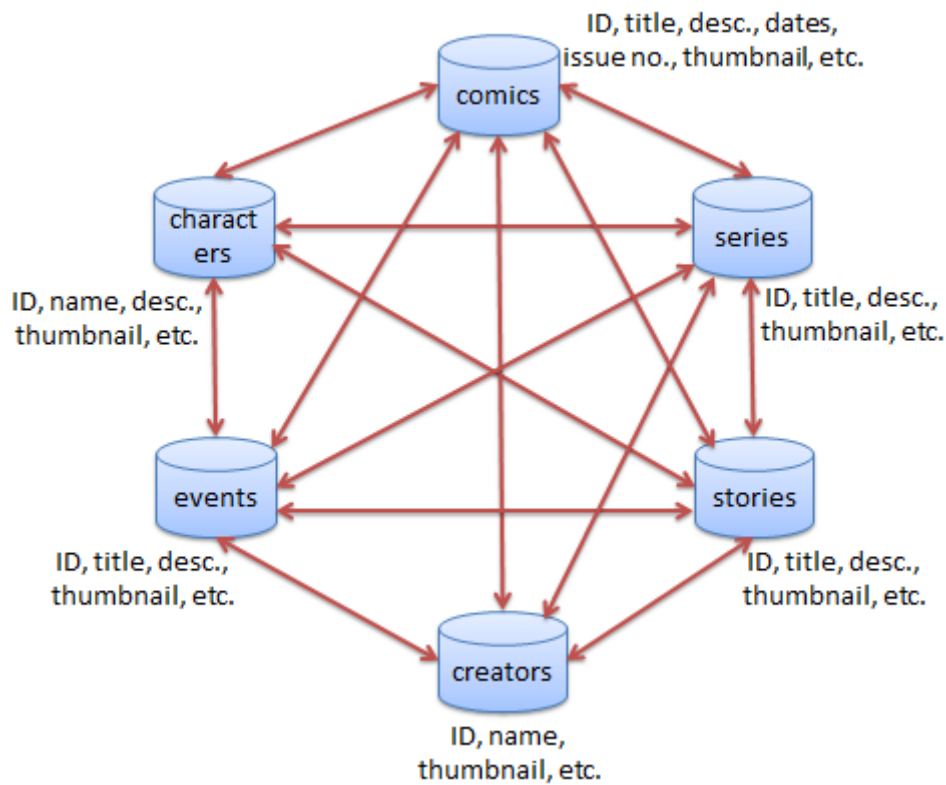 ID, title, desc., dates,
issue no., thumbnail, etc.
comics
charact
ers
series
ID, name, desc.,
thumbnail, etc.
ID, title, desc.,
thumbnail, etc.
events
stories
ID, title, desc.,
thumbnail, etc.
ID, title, desc.,
thumbnail, etc.
creators
ID, name,
thumbnail, etc.